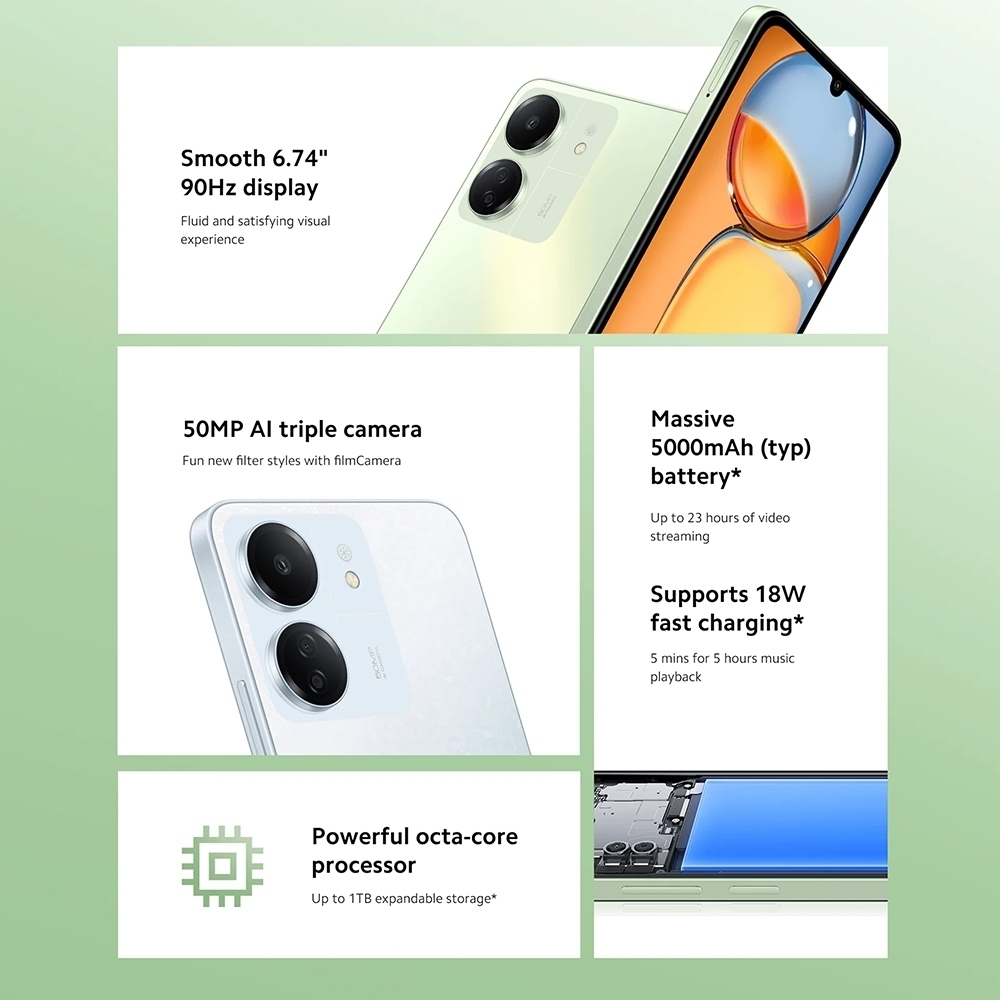 Smooth 6.74"
90Hz display
Fluid and satisfying visual
experience
50MP AI triple camera
Fun new filter styles with filmCamera
50MP
Massive
5000mAh (typ)
battery*
Up to 23 hours of video
streaming
Supports 18W
fast charging*
5 mins for 5 hours music
playback
Powerful octa-core
processor
Up to 1TB expandable storage*